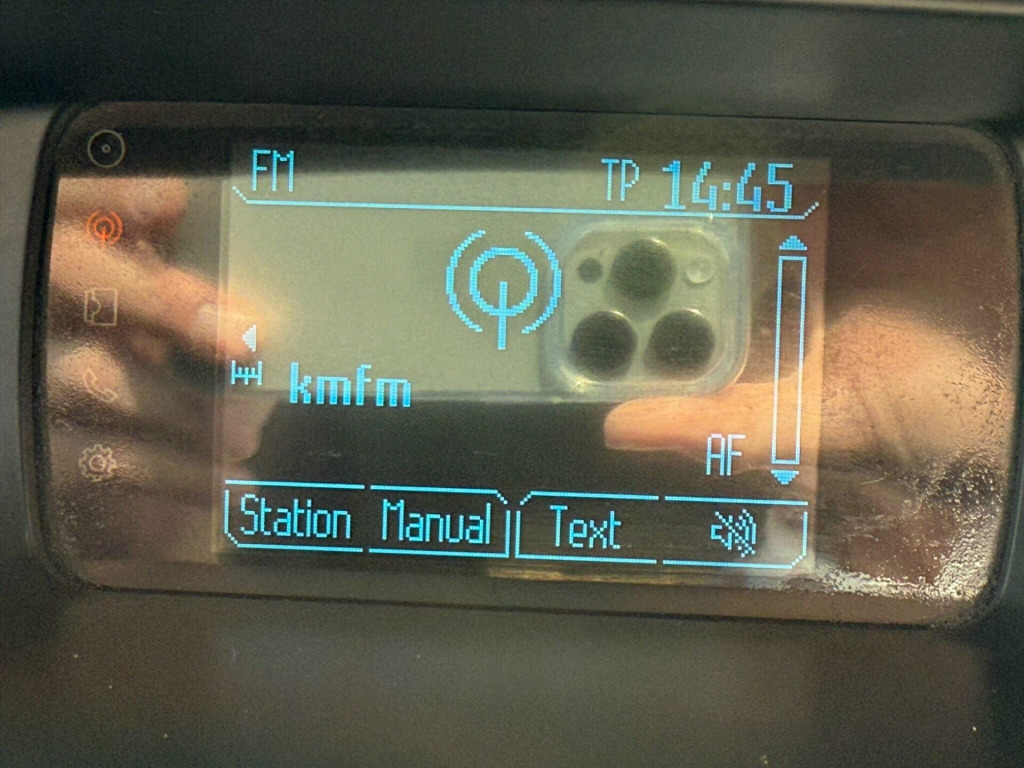 FM TP 14:45
kmfm
AF
Station Manual Text